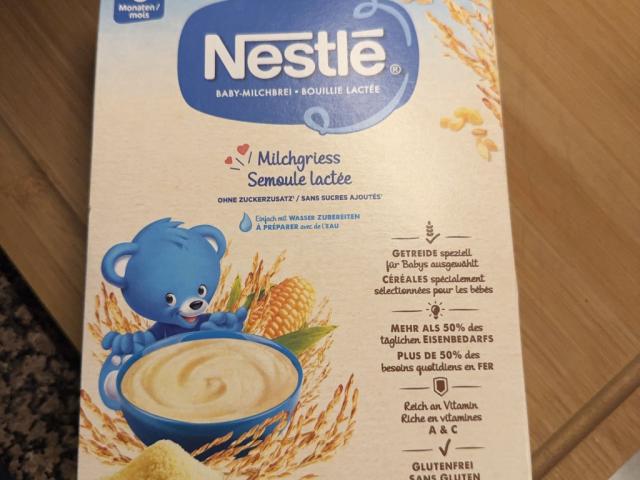 Monaten/
mois
Nestlé®
BABY-MILCHBREI • BOUILLIE LACTÉE
Milchgriess
Semoule lactée
OHNE ZUCKERZUSATZ¹ / SANS SUCRES AJOUTÉS¹
Einfach mit WASSER ZUBEREITEN
À PRÉPARER avec de l'EAU
GETREIDE speziell
für Babys ausgewählt
CÉRÉALES spécialement
sélectionnées pour les bébés
MEHR ALS 50% des
täglichen EISENBEDARFS
PLUS DE 50% des
besoins quotidiens en FER
Reich an Vitamin
Riche en vitamines
A & C
GLUTENFREI
SANS GLUTEN